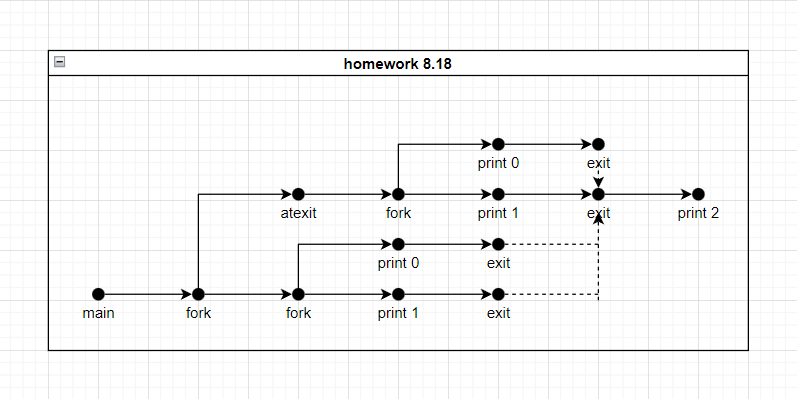 homework 8.18
print 0
exit
atexit
fork
print 1
exit
print 2
print 0
exit
main
fork
fork
print 1
exit